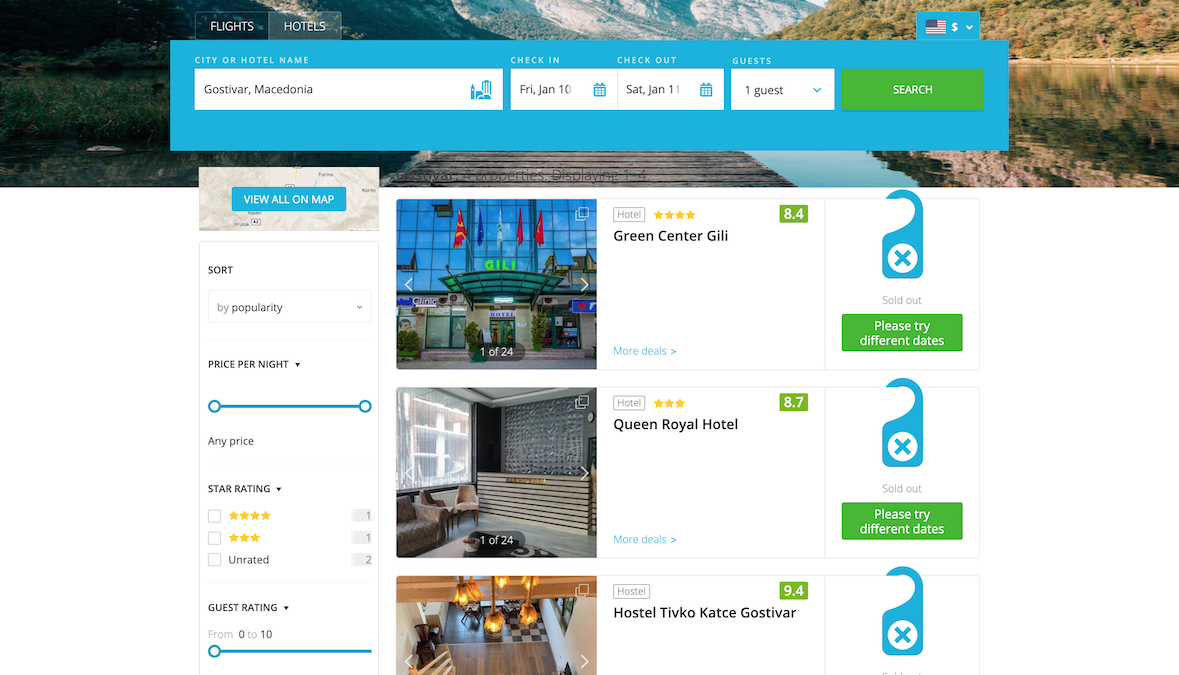 FLIGHTS
HOTELS
$
CITY OR HOTEL NAME
CHECK IN
CHECK OUT
GUESTS
Gostivar, Macedonia
Fri, Jan 10
Sat, Jan 11
1 guest
SEARCH
Gostivar: 4 properties. Displaying 1–4.
VIEW ALL ON MAP
SORT
by popularity
PRICE PER NIGHT
Any price
STAR RATING
1
1
Unrated
2
GUEST RATING
From 0 to 10
GILI
HOTEL
1 of 24
Hotel
8.4
Green Center Gili
More deals >
Sold out
Please try
different dates
1 of 24
Hotel
8.7
Queen Royal Hotel
More deals >
Sold out
Please try
different dates
Hostel
9.4
Hostel Tivko Katce Gostivar